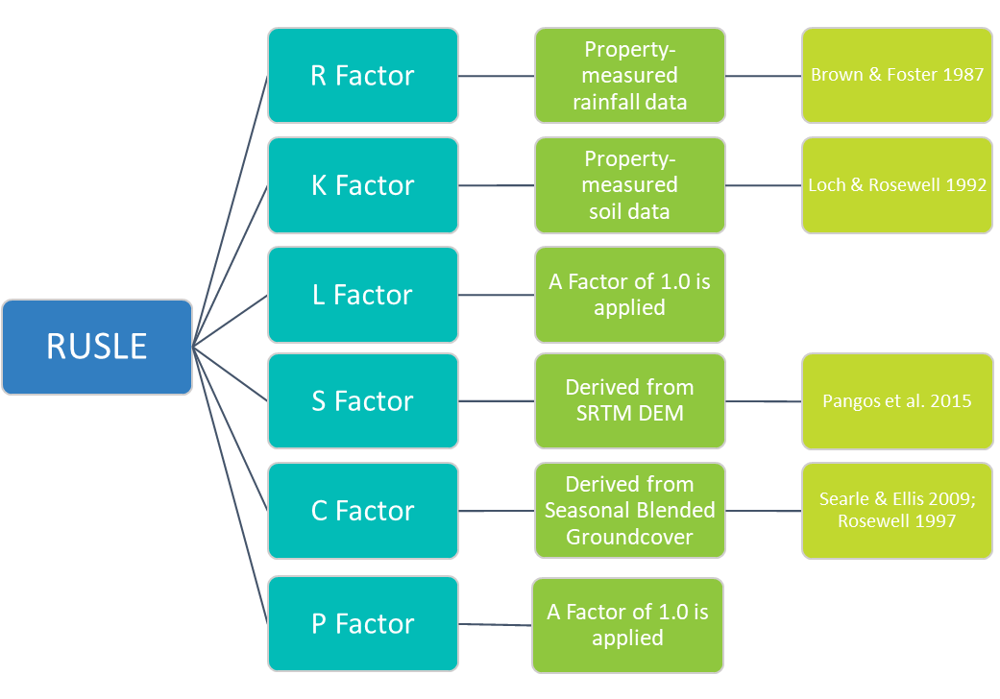 R Factor
Property-
measured
rainfall data
Brown & Foster 1987
K Factor
Property-
measured
soil data
Loch & Rosewell 1992
L Factor
A Factor of 1.0 is
applied
RUSLE
S Factor
Derived from
SRTM DEM
Pangos et al. 2015
C Factor
Derived from
Seasonal Blended
Groundcover
Searle & Ellis 2009;
Rosewell 1997
P Factor
A Factor of 1.0 is
applied